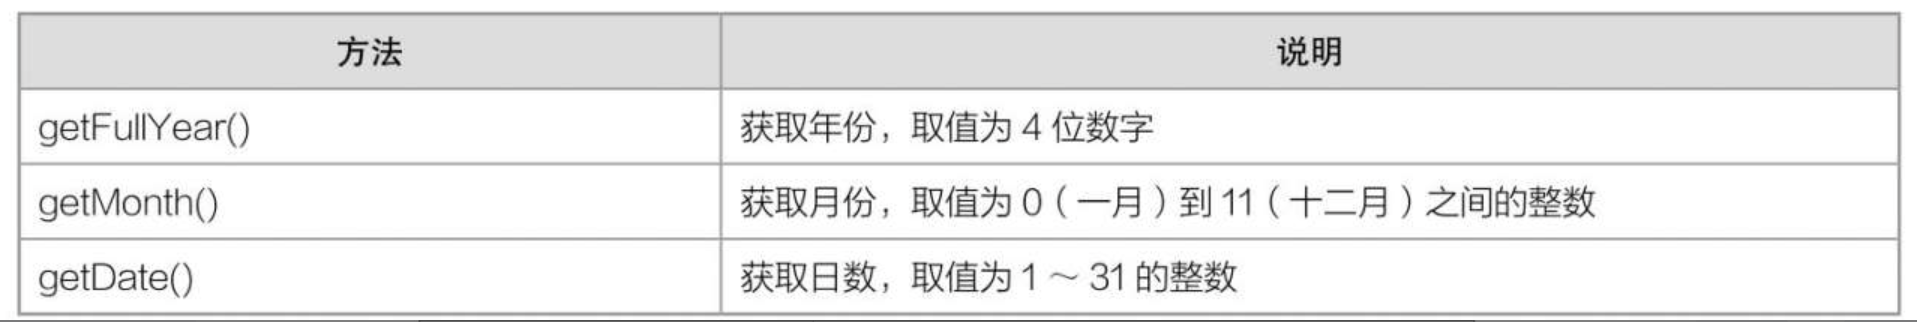 方法
说明
getFullYear()
获取年份，取值为 4 位数字
getMonth()
获取月份，取值为 0（一月）到 11（十二月）之间的整数
getDate()
获取日数，取值为 1 ～ 31 的整数